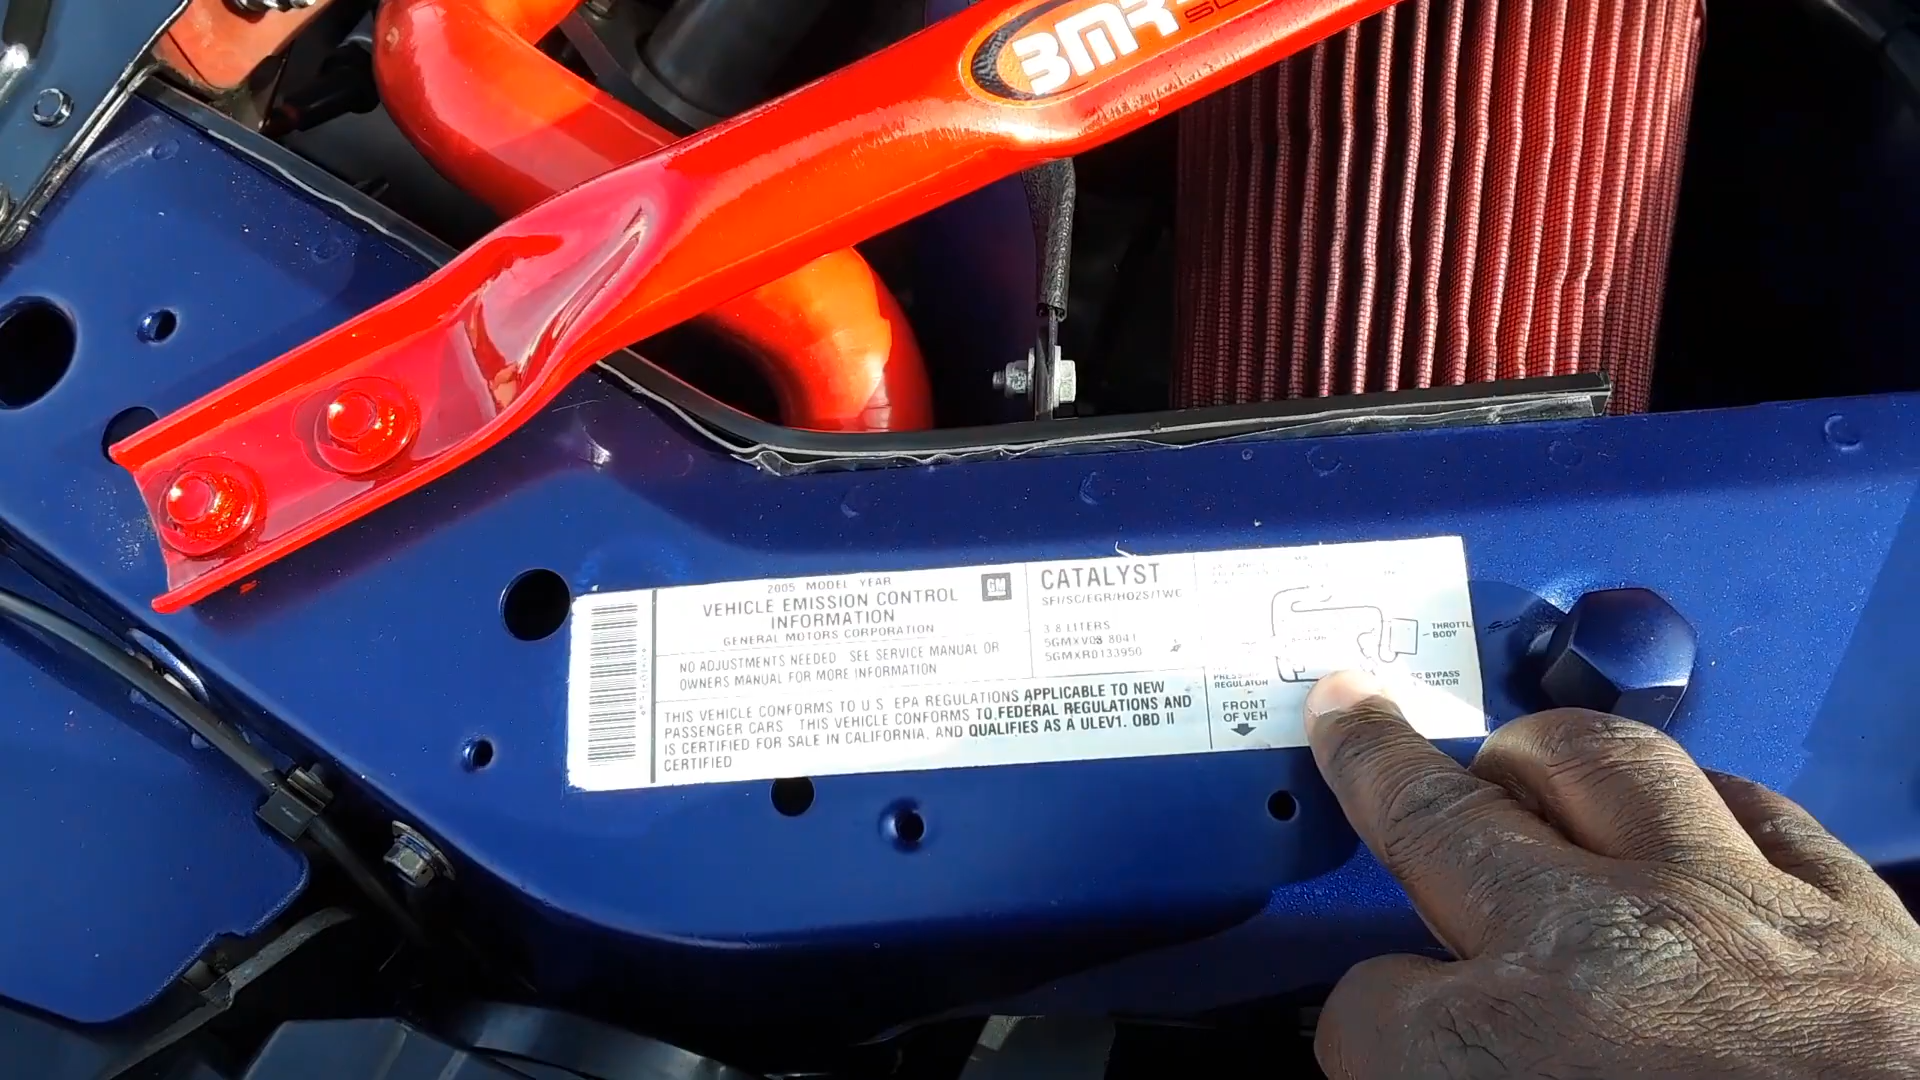 BMR
2005 MODEL YEAR
VEHICLE EMISSION CONTROL
INFORMATION
GENERAL MOTORS CORPORATION
GM
NO ADJUSTMENTS NEEDED SEE SERVICE MANUAL OR
OWNERS MANUAL FOR MORE INFORMATION
THIS VEHICLE CONFORMS TO U S EPA REGULATIONS APPLICABLE TO NEW
PASSENGER CARS THIS VEHICLE CONFORMS TO FEDERAL REGULATIONS AND
IS CERTIFIED FOR SALE IN CALIFORNIA, AND QUALIFIES AS A ULEV1. OBD II
CERTIFIED
CATALYST
SFI/SC/EGR/HO2S/TWC
3.8 LITERS
5GMXR0133950
THROTTL
BODY
REGULATOR
SC BYPASS
FRONT
OF VEH